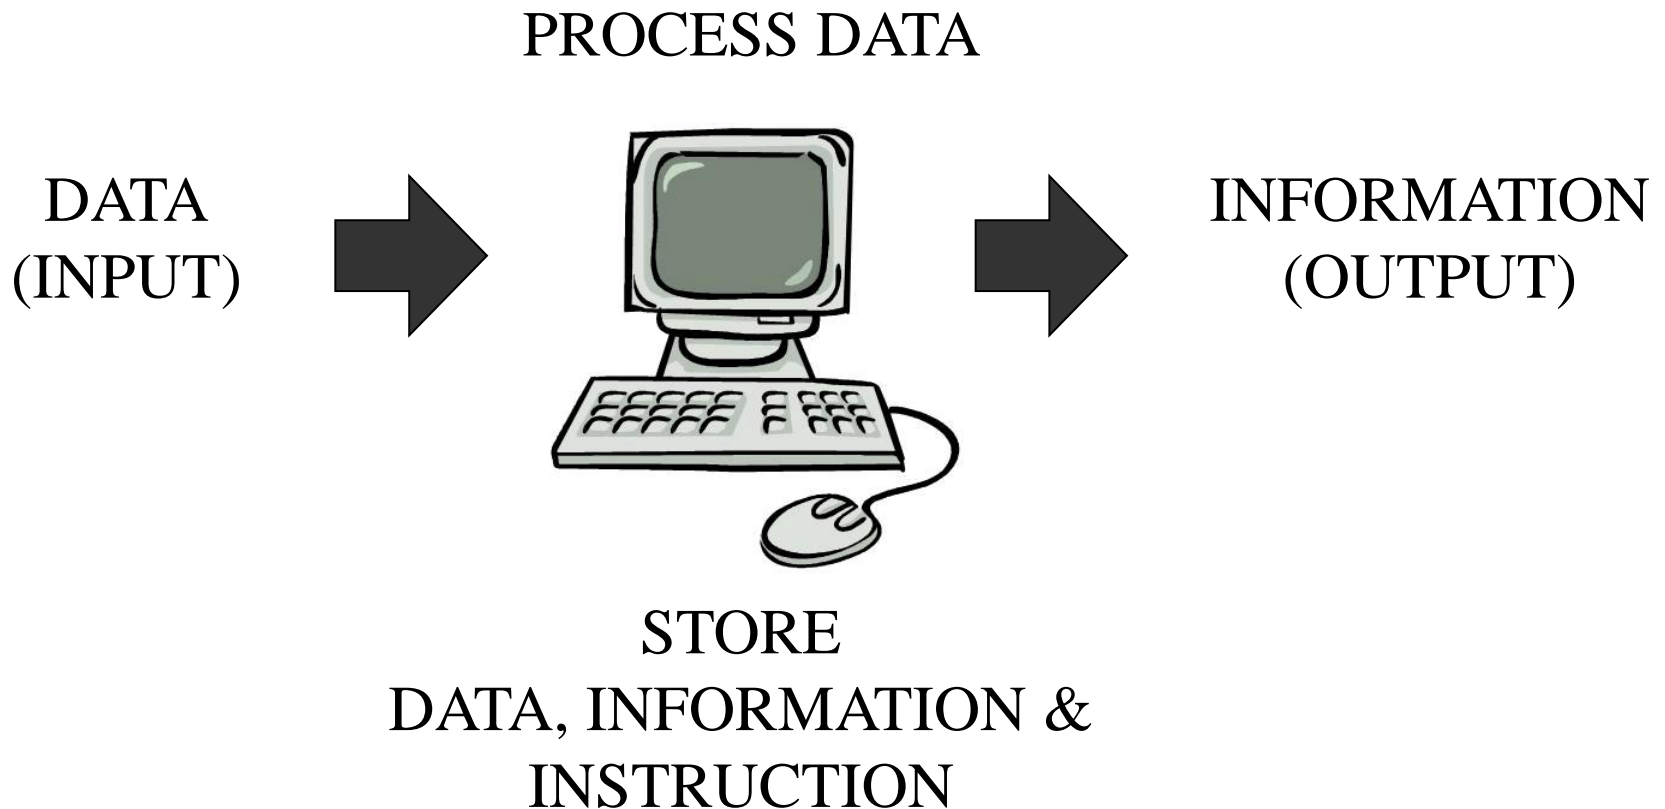 PROCESS DATA
DATA
(INPUT)
INFORMATION
(OUTPUT)
STORE
DATA, INFORMATION &
INSTRUCTION